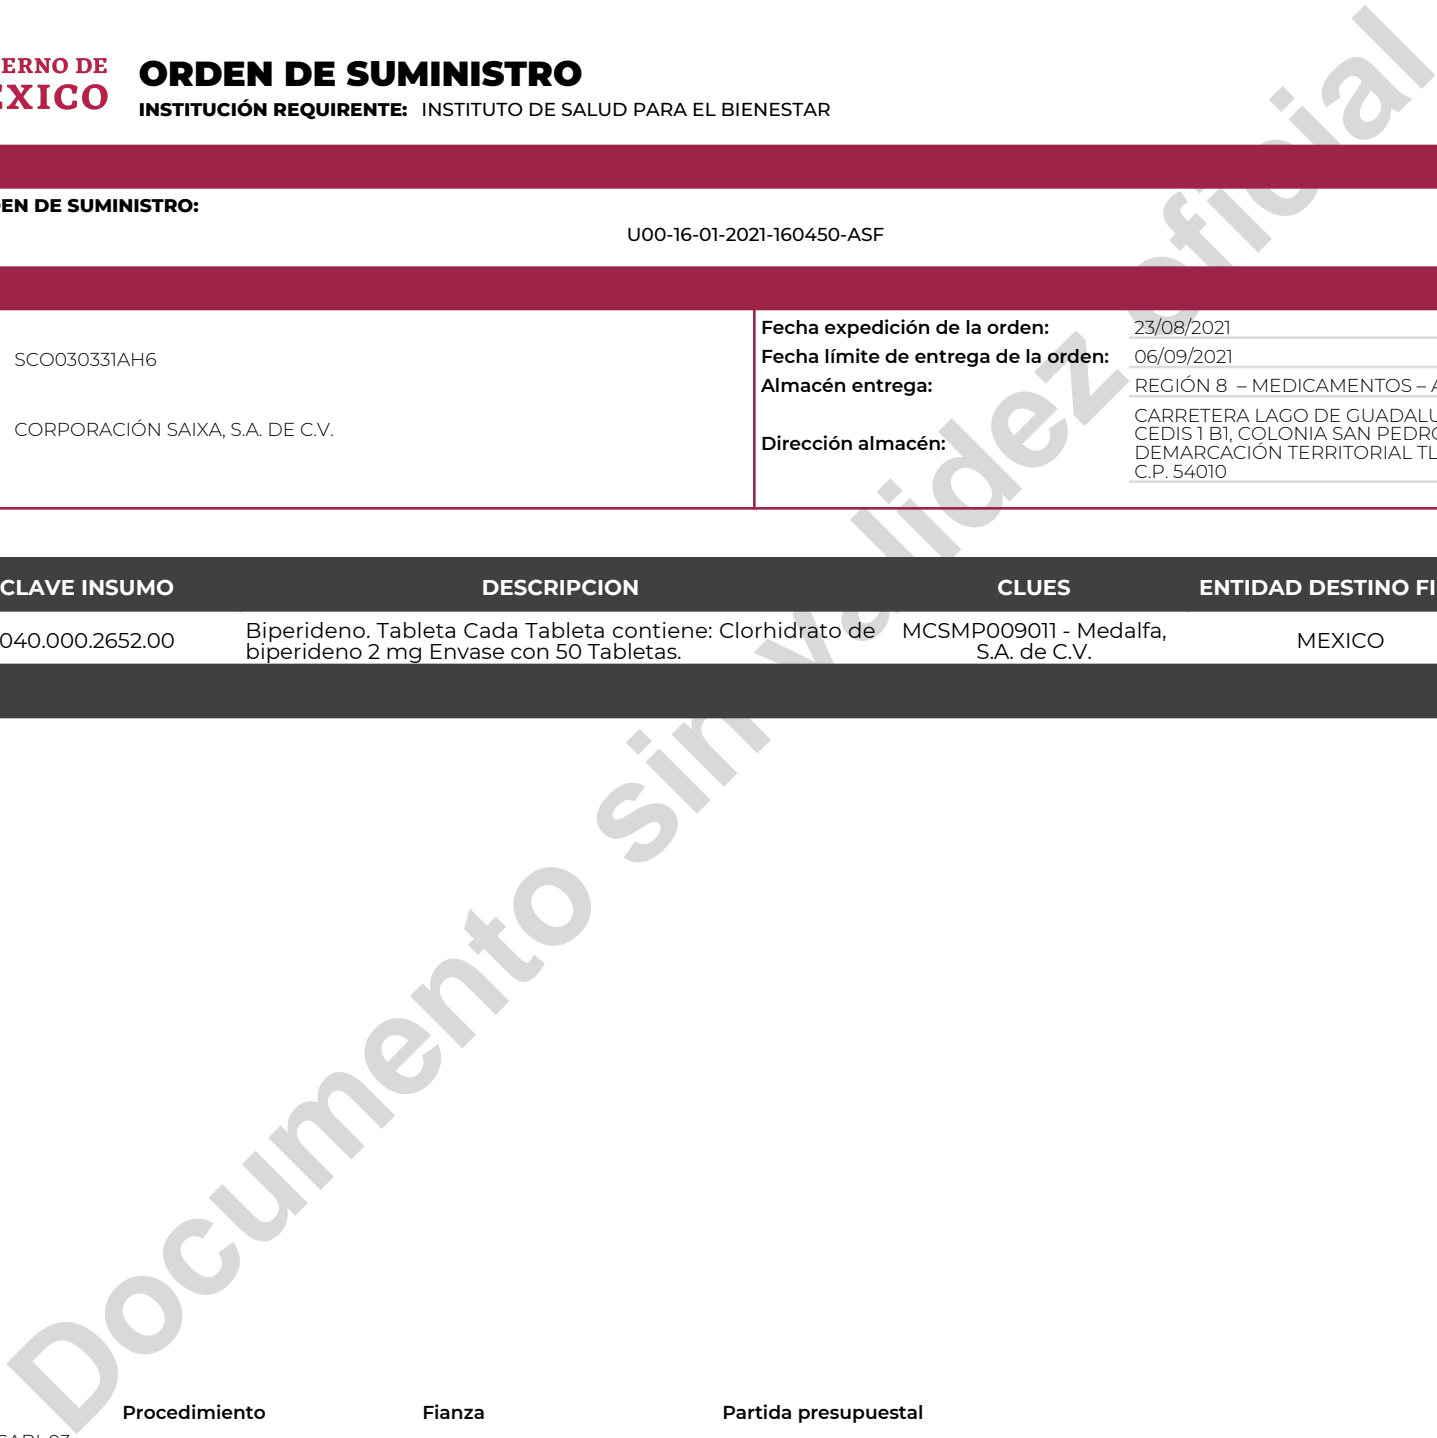 ERNO DE
EXICO
ORDEN DE SUMINISTRO
INSTITUCIÓN REQUIRENTE: INSTITUTO DE SALUD PARA EL BIENESTAR
EN DE SUMINISTRO:
U00-16-01-2021-160450-ASF
SCO030331AH6
CORPORACIÓN SAIXA, S.A. DE C.V.
Fecha expedición de la orden: 23/08/2021
Fecha límite de entrega de la orden: 06/09/2021
Almacén entrega: REGIÓN 8 – MEDICAMENTOS – A
Dirección almacén:
CARRETERA LAGO DE GUADALU
CEDIS 1 B1, COLONIA SAN PEDRO
DEMARCACIÓN TERRITORIAL TL
C.P. 54010
CLAVE INSUMO DESCRIPCION CLUES ENTIDAD DESTINO FI
040.000.2652.00
Biperideno. Tableta Cada Tableta contiene: Clorhidrato de
biperideno 2 mg Envase con 50 Tabletas.
MCSMP009011 - Medalfa,
S.A. de C.V.
MEXICO
Documento sin validez oficial
Procedimiento Fianza Partida presupuestal